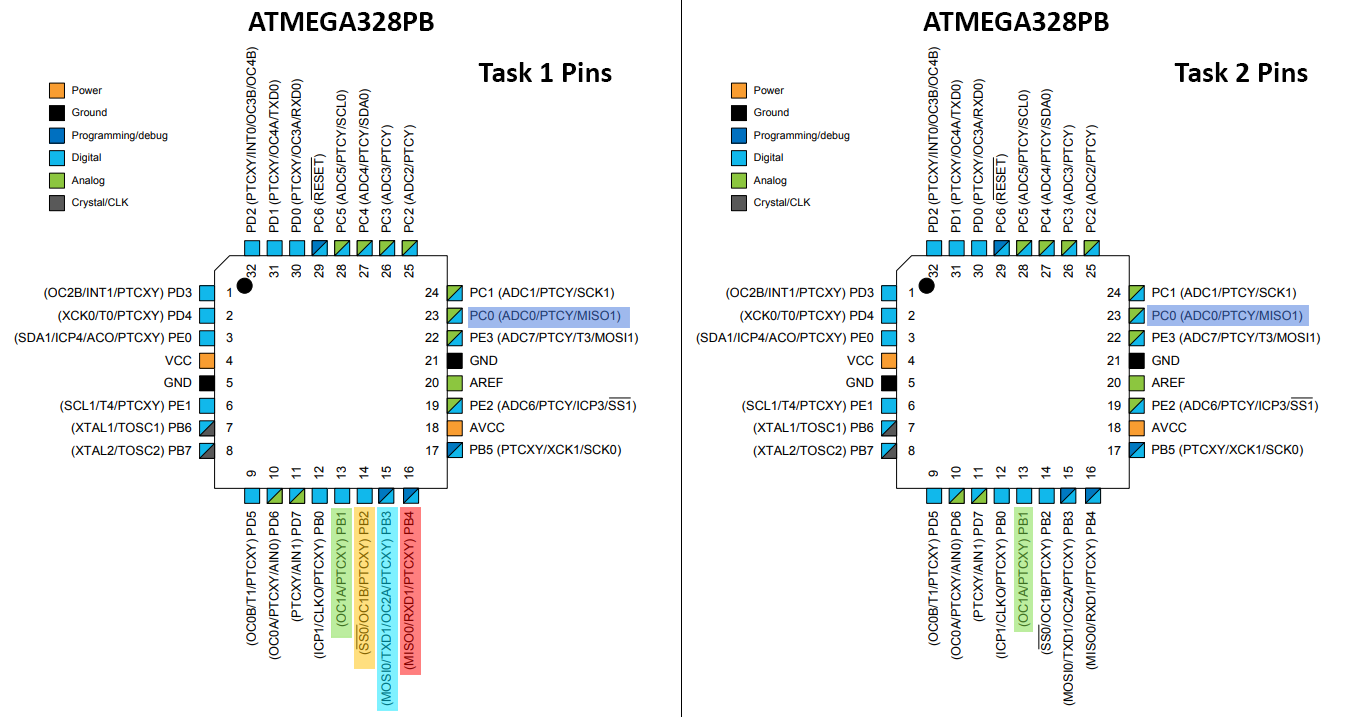 ATMEGA328PB
Task 1 Pins
Power
Ground
Programming/debug
Digital
Analog
Crystal/CLK
PD2 (PTCXY/INT0/OC3B/OC4B)
PD1 (PTCXY/OC4A/TXD0)
PD0 (PTCXY/OC3A/RXD0)
PC6 (RESET)
PC5 (ADC5/PTCY/SCL0)
PC4 (ADC4/PTCY/SDA0)
PC3 (ADC3/PTCY)
PC2 (ADC2/PTCY)
32 31 30 29 28 27 26 25
(OC2B/INT1/PTCXY) PD3 1
(XCK0/T0/PTCXY) PD4 2
(SDA1/ICP4/ACO/PTCXY) PE0 3
VCC 4
GND 5
(SCL1/T4/PTCXY) PE1 6
(XTAL1/TOSC1) PB6 7
(XTAL2/TOSC2) PB7 8
24 PC1 (ADC1/PTCY/SCK1)
23 PC0 (ADC0/PTCY/MISO1)
22 PE3 (ADC7/PTCY/T3/MOSI1)
21 GND
20 AREF
19 PE2 (ADC6/PTCY/ICP3/SS1)
18 AVCC
17 PB5 (PTCXY/XCK1/SCK0)
9 10 11 12 13 14 15 16
(OC0B/T1/PTCXY) PD5
(OC0A/PTCXY/AIN0) PD6
(PTCXY/AIN1) PD7
(ICP1/CLKO/PTCXY) PB0
(OC1A/PTCXY) PB1
(SS0/OC1B/PTCXY) PB2
(MOSI0/TXD1/OC2A/PTCXY) PB3
(MISO0/RXD1/PTCXY) PB4
ATMEGA328PB
Task 2 Pins
Power
Ground
Programming/debug
Digital
Analog
Crystal/CLK
PD2 (PTCXY/INT0/OC3B/OC4B)
PD1 (PTCXY/OC4A/TXD0)
PD0 (PTCXY/OC3A/RXD0)
PC6 (RESET)
PC5 (ADC5/PTCY/SCL0)
PC4 (ADC4/PTCY/SDA0)
PC3 (ADC3/PTCY)
PC2 (ADC2/PTCY)
32 31 30 29 28 27 26 25
(OC2B/INT1/PTCXY) PD3 1
(XCK0/T0/PTCXY) PD4 2
(SDA1/ICP4/ACO/PTCXY) PE0 3
VCC 4
GND 5
(SCL1/T4/PTCXY) PE1 6
(XTAL1/TOSC1) PB6 7
(XTAL2/TOSC2) PB7 8
24 PC1 (ADC1/PTCY/SCK1)
23 PC0 (ADC0/PTCY/MISO1)
22 PE3 (ADC7/PTCY/T3/MOSI1)
21 GND
20 AREF
19 PE2 (ADC6/PTCY/ICP3/SS1)
18 AVCC
17 PB5 (PTCXY/XCK1/SCK0)
9 10 11 12 13 14 15 16
(OC0B/T1/PTCXY) PD5
(OC0A/PTCXY/AIN0) PD6
(PTCXY/AIN1) PD7
(ICP1/CLKO/PTCXY) PB0
(OC1A/PTCXY) PB1
(SS0/OC1B/PTCXY) PB2
(MOSI0/TXD1/OC2A/PTCXY) PB3
(MISO0/RXD1/PTCXY) PB4